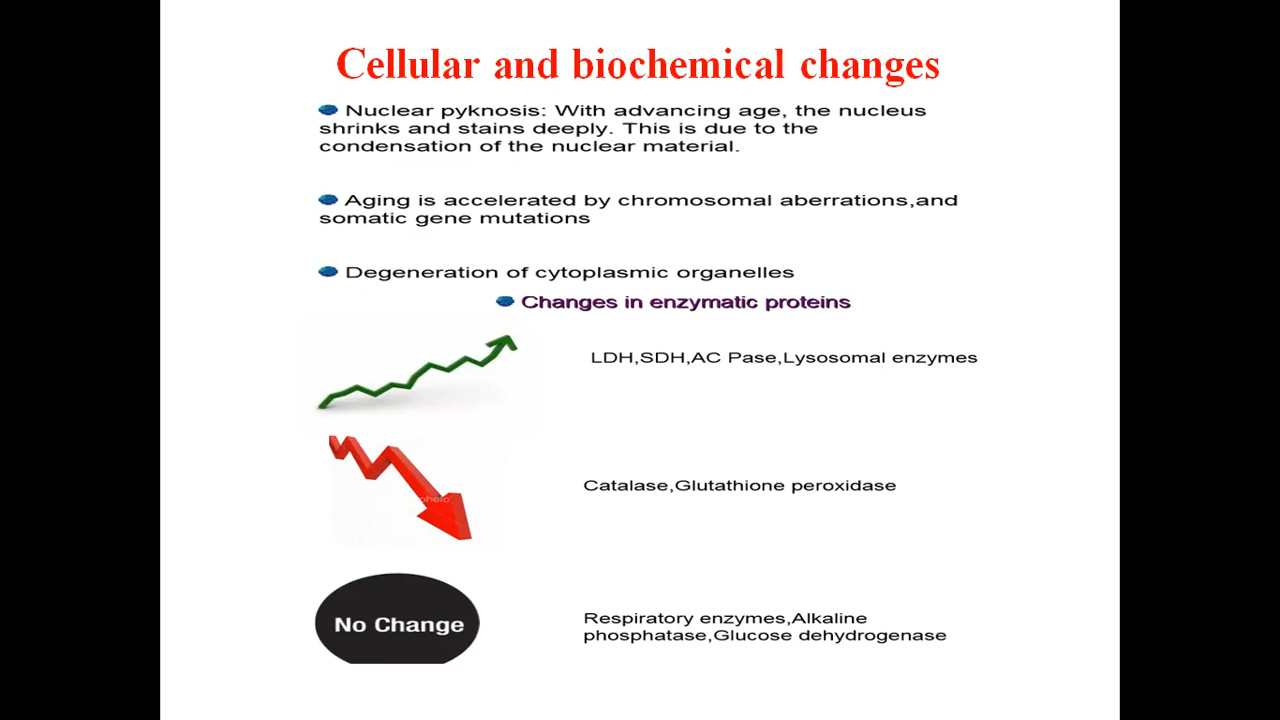 Cellular and biochemical changes
Nuclear pyknosis: With advancing age, the nucleus
shrinks and stains deeply. This is due to the
condensation of the nuclear material.
Aging is accelerated by chromosomal aberrations,and
somatic gene mutations
Degeneration of cytoplasmic organelles
Changes in enzymatic proteins
LDH,SDH,AC Pase,Lysosomal enzymes
Catalase,Glutathione peroxidase
No Change
Respiratory enzymes,Alkaline
phosphatase,Glucose dehydrogenase